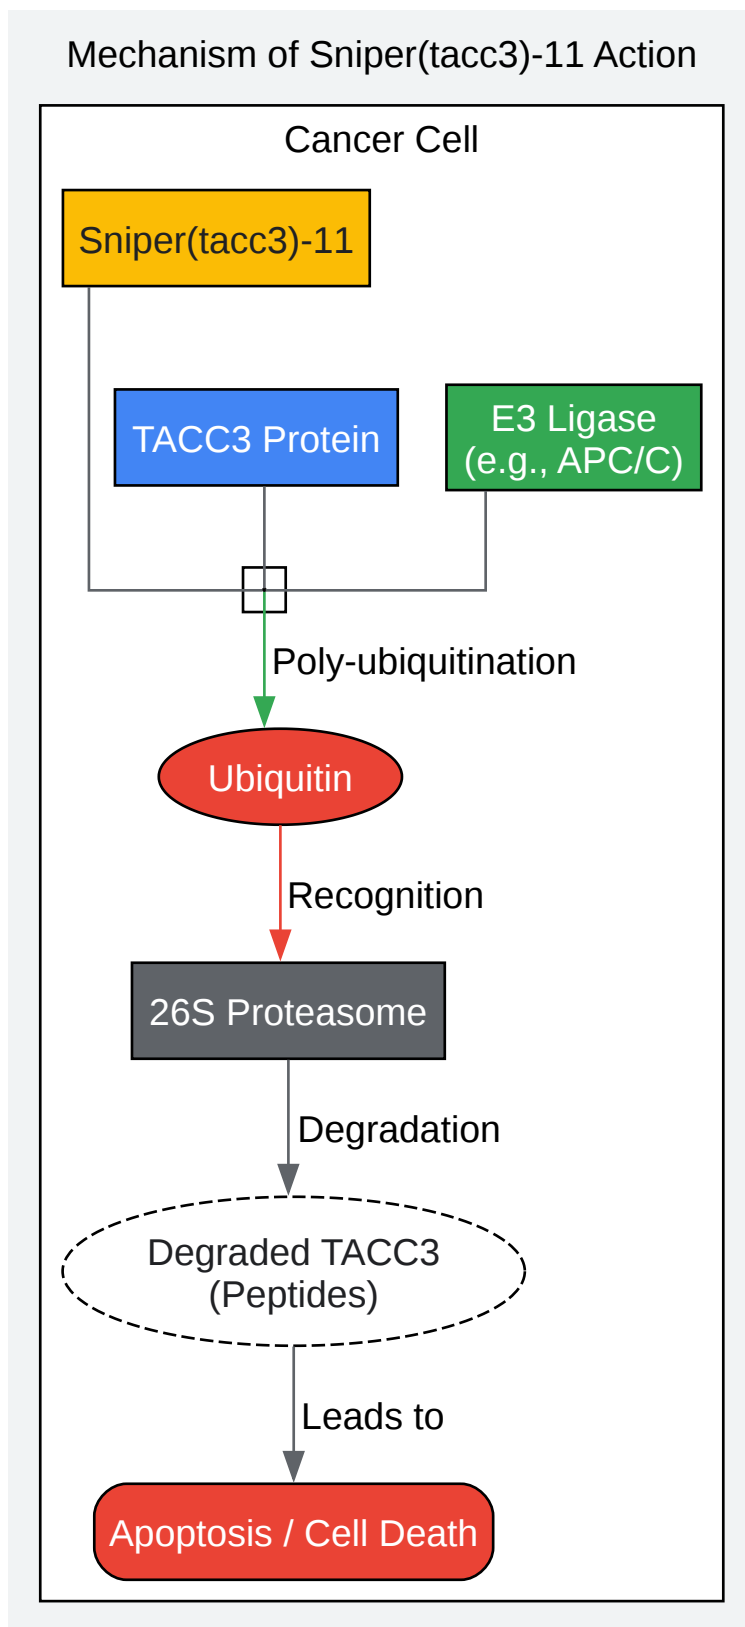 Mechanism of Sniper(tacc3)-11 Action
Cancer Cell
Sniper(tacc3)-11
TACC3 Protein
E3 Ligase
(e.g., APC/C)
Poly-ubiquitination
Ubiquitin
Recognition
26S Proteasome
Degradation
Degraded TACC3
(Peptides)
Leads to
Apoptosis / Cell Death